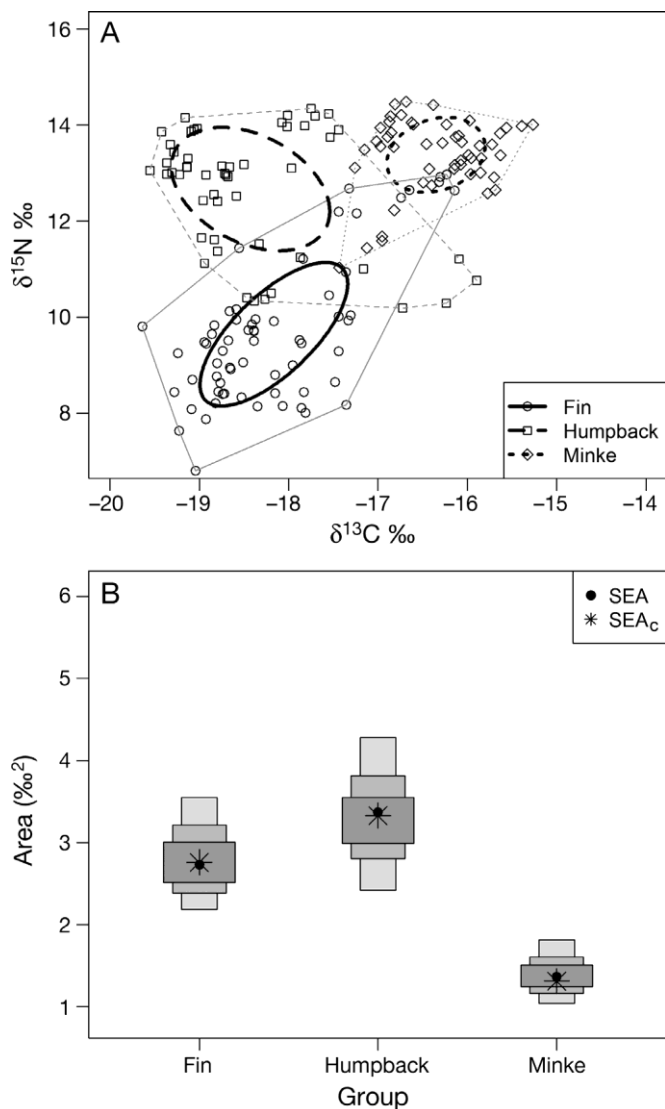 A
16
14
12
10
8
δ15N ‰
−20 −19 −18 −17 −16 −15 −14
δ13C ‰
Fin
Humpback
Minke
B
6
5
4
3
2
1
Area (‰2)
SEA
SEAc
Fin Humpback Minke
Group